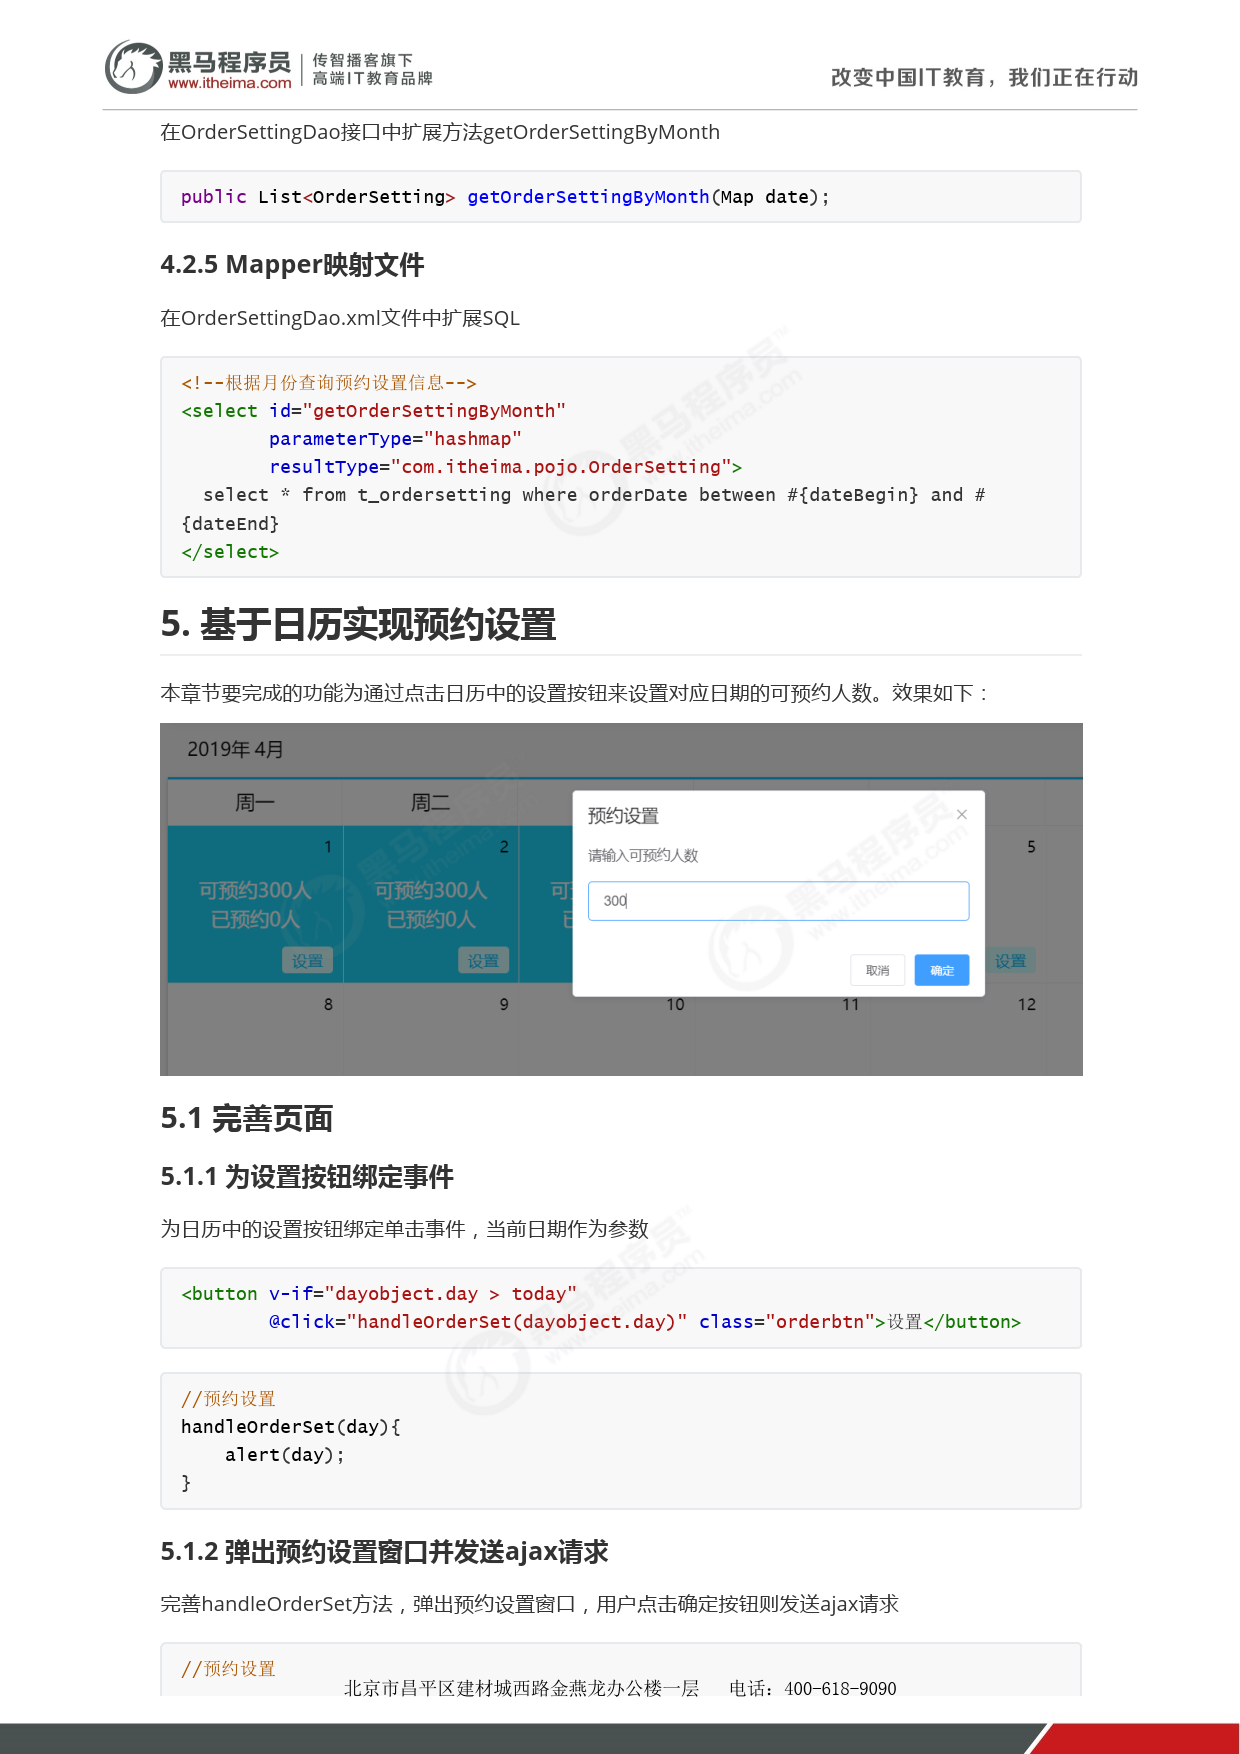 黑马程序员
www.itheima.com
传智播客旗下
高端IT教育品牌
改变中国IT教育，我们正在行动
在OrderSettingDao接口中扩展方法getOrderSettingByMonth
public List<OrderSetting> getOrderSettingByMonth(Map date);
4.2.5 Mapper映射文件
在OrderSettingDao.xml文件中扩展SQL
<!--根据月份查询预约设置信息-->
<select id="getOrderSettingByMonth"
        parameterType="hashmap"
        resultType="com.itheima.pojo.OrderSetting">
  select * from t_ordersetting where orderDate between #{dateBegin} and #
{dateEnd}
</select>
5. 基于日历实现预约设置
本章节要完成的功能为通过点击日历中的设置按钮来设置对应日期的可预约人数。效果如下：
2019年 4月
周一 周二
预约设置
请输入可预约人数
300
取消 确定
1 2 5
可预约300人 可预约300人 可
已预约0人 已预约0人
设置 设置 设置
8 9 10 11 12
5.1 完善页面
5.1.1 为设置按钮绑定事件
为日历中的设置按钮绑定单击事件，当前日期作为参数
<button v-if="dayobject.day > today"
        @click="handleOrderSet(dayobject.day)" class="orderbtn">设置</button>
//预约设置
handleOrderSet(day){
    alert(day);
}
5.1.2 弹出预约设置窗口并发送ajax请求
完善handleOrderSet方法，弹出预约设置窗口，用户点击确定按钮则发送ajax请求
//预约设置
北京市昌平区建材城西路金燕龙办公楼一层 电话：400-618-9090